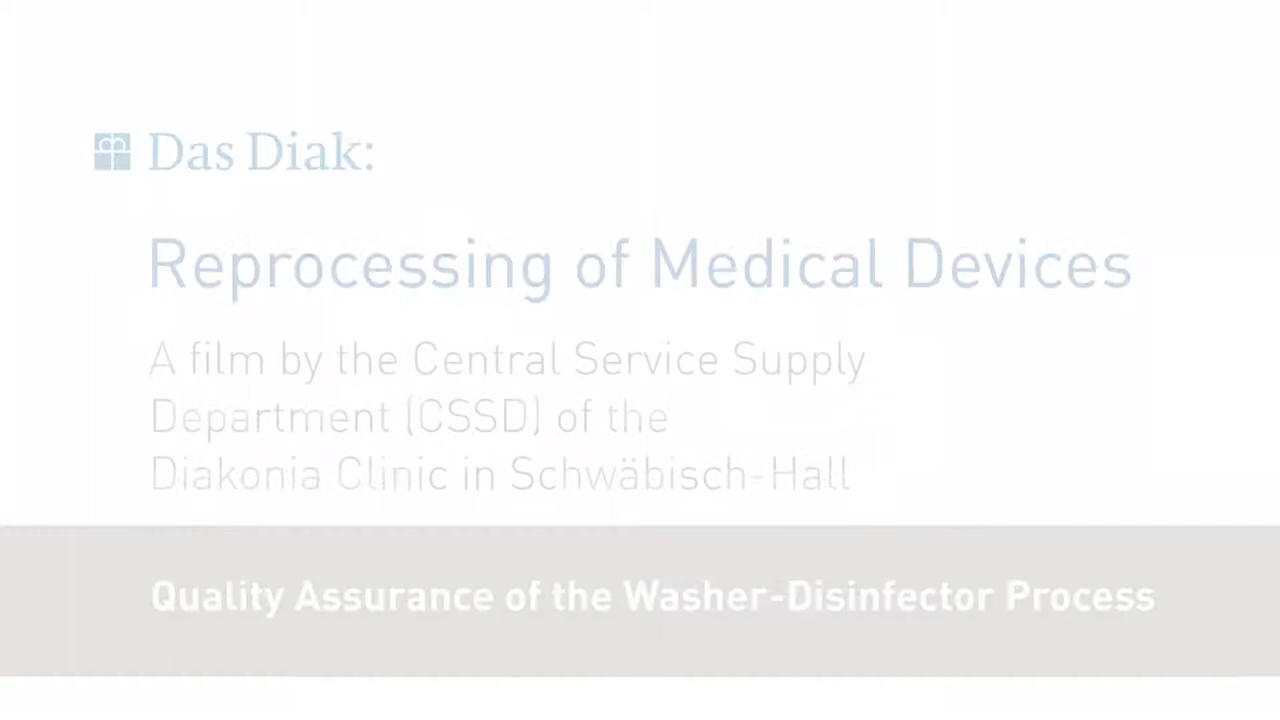 Das Diak:
Reprocessing of Medical Devices
A film by the Central Service Supply
Department (CSSD) of the
Diakonia Clinic in Schwäbisch-Hall
Quality Assurance of the Washer-Disinfector Process